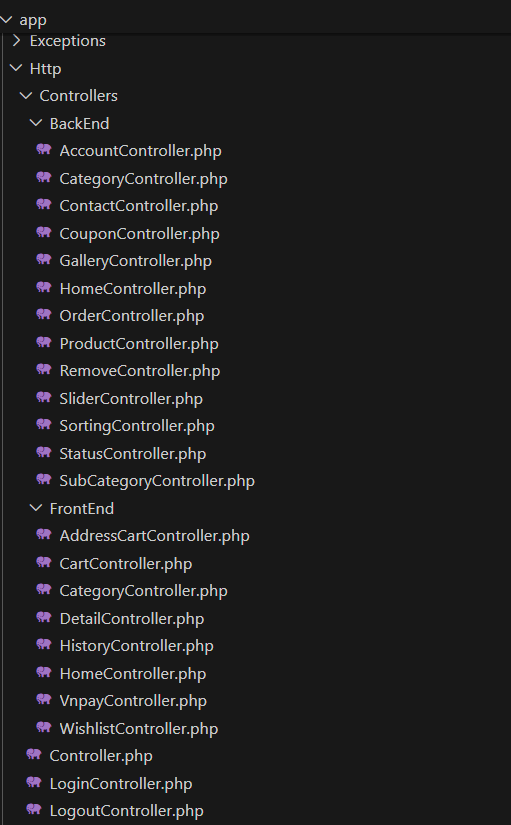 app
Exceptions
Http
Controllers
BackEnd
AccountController.php
CategoryController.php
ContactController.php
CouponController.php
GalleryController.php
HomeController.php
OrderController.php
ProductController.php
RemoveController.php
SliderController.php
SortingController.php
StatusController.php
SubCategoryController.php
FrontEnd
AddressCartController.php
CartController.php
CategoryController.php
DetailController.php
HistoryController.php
HomeController.php
VnpayController.php
WishlistController.php
Controller.php
LoginController.php
LogoutController.php